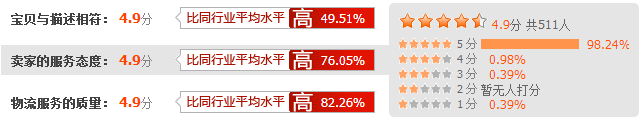 宝贝与描述相符： 4.9分 比同行业平均水平 高 49.51%
卖家的服务态度： 4.9分 比同行业平均水平 高 76.05%
物流服务的质量： 4.9分 比同行业平均水平 高 82.26%
4.9分 共511人
5分 98.24%
4分 0.98%
3分 0.39%
2分 暂无人打分
1分 0.39%